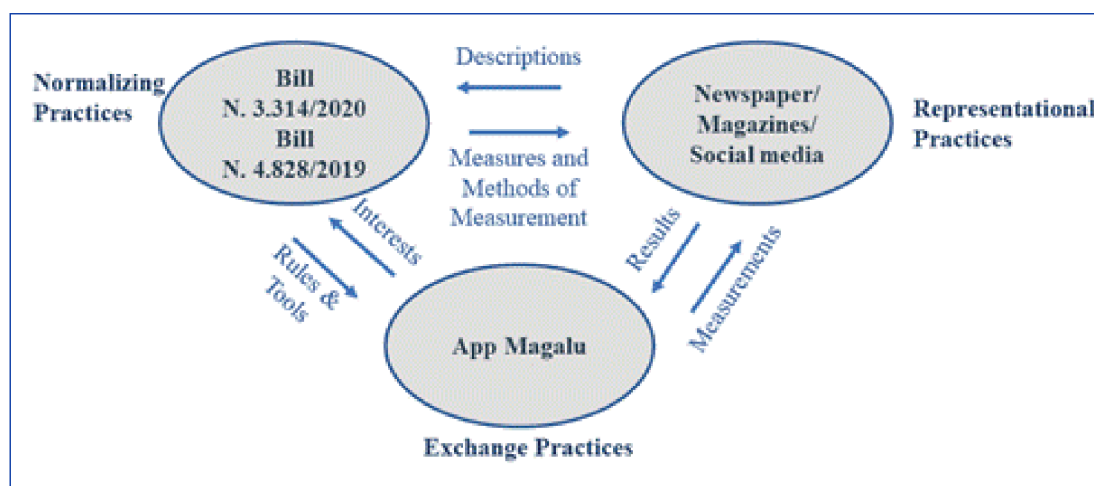 Normalizing
Practices
Bill
N. 3.314/2020
Bill
N. 4.828/2019
Descriptions
Measures and
Methods of
Measurement
Newspaper/
Magazines/
Social media
Representational
Practices
Interests
Rules &
Tools
Results
Measurements
App Magalu
Exchange Practices